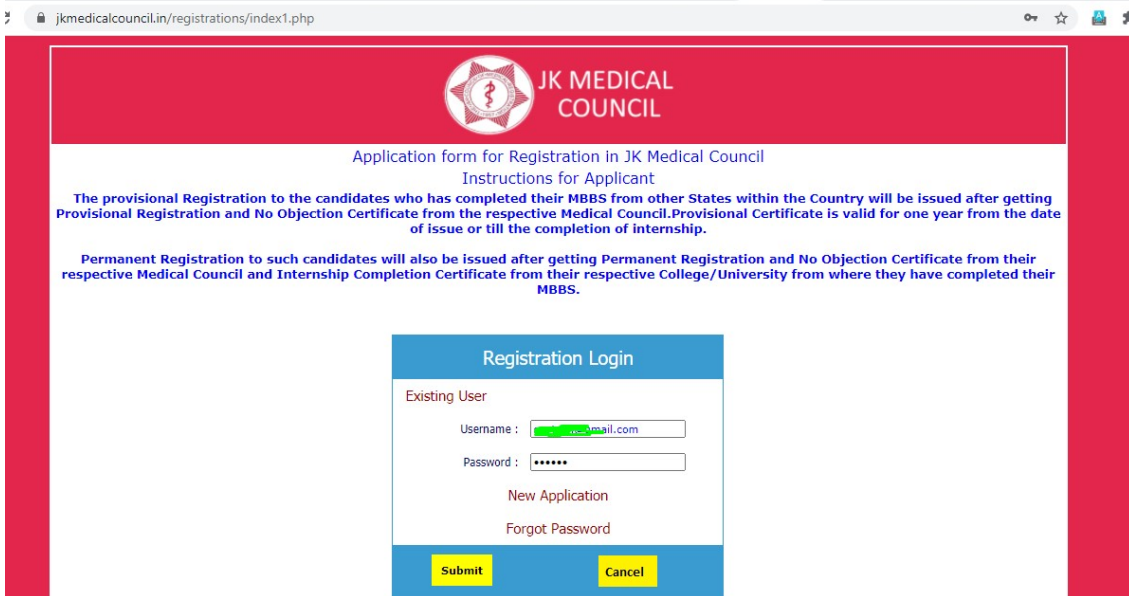 jkmedicalcouncil.in/registrations/index1.php
JK MEDICAL
COUNCIL
Application form for Registration in JK Medical Council
Instructions for Applicant
The provisional Registration to the candidates who has completed their MBBS from other States within the Country will be issued after getting
Provisional Registration and No Objection Certificate from the respective Medical Council.Provisional Certificate is valid for one year from the date
of issue or till the completion of internship.
Permanent Registration to such candidates will also be issued after getting Permanent Registration and No Objection Certificate from their
respective Medical Council and Internship Completion Certificate from their respective College/University from where they have completed their
MBBS.
Registration Login
Existing User
Username :
Password : ••••••
New Application
Forgot Password
Submit Cancel